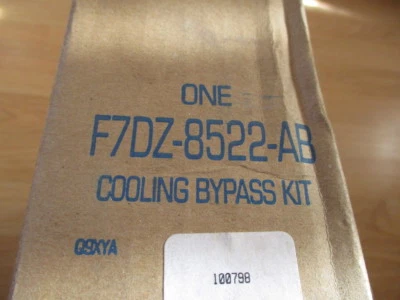 ONE
F7DZ-8522-AB
COOLING BYPASS KIT
Q9XYA
100798